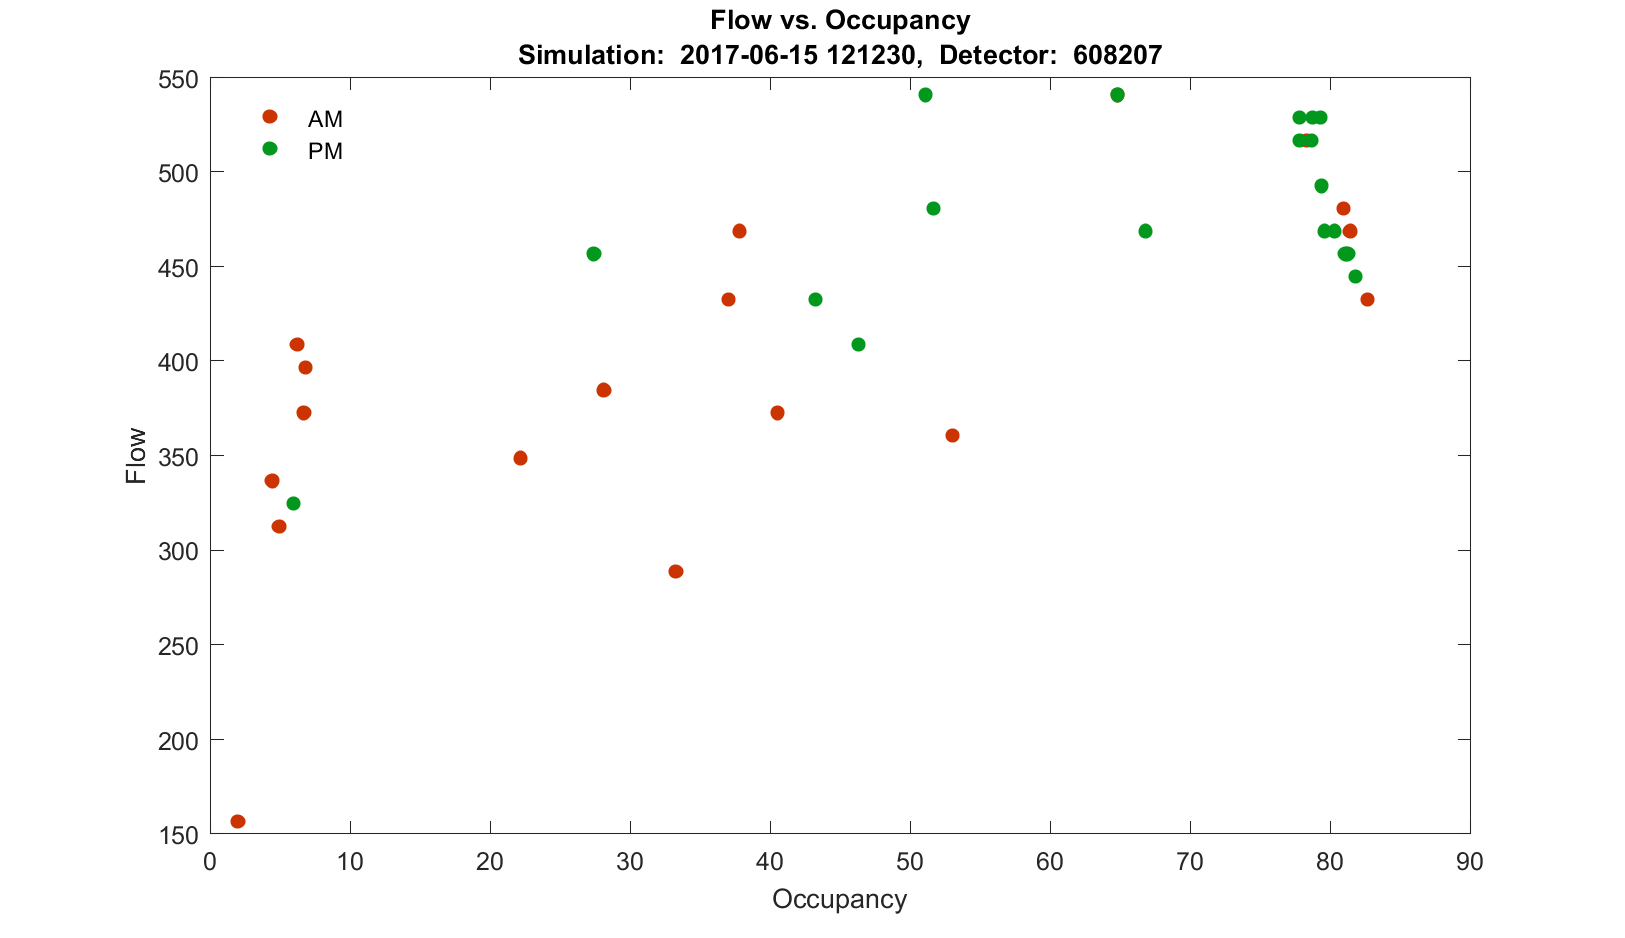 Flow vs. Occupancy
Simulation:  2017-06-15 121230,  Detector:  608207
550
500
450
400
350
300
250
200
150
AM
PM
Flow
0 10 20 30 40 50 60 70 80 90
Occupancy